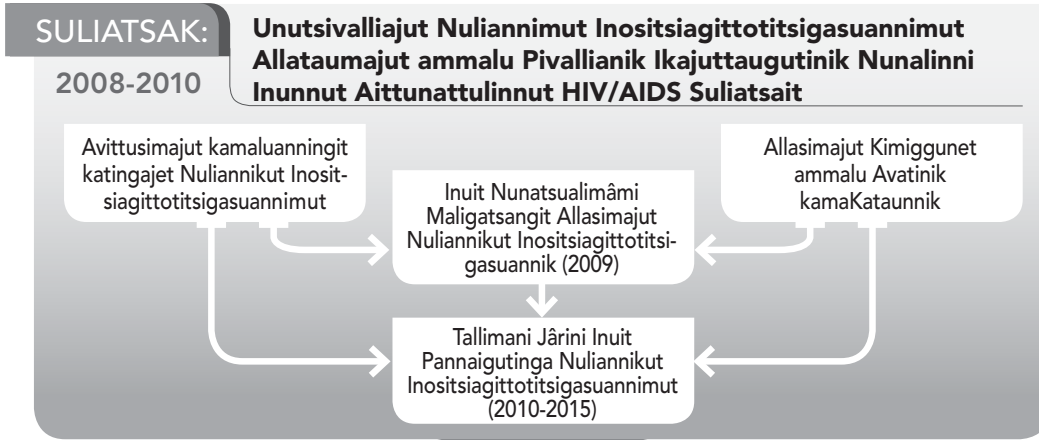 SULIATSAK:
2008-2010
Unutsivalliajut Nuliannimut Inositsiagittotitsigasuannimut
Allataumajut ammalu Pivallianik Ikajuttaugutinik Nunalinni
Inunnut Aittunattulinnut HIV/AIDS Suliatsait
Avittusimajut kamaluanningit
katingajet Nuliannikut Inosit-
siagittotitsigasuannimut
Allasimajut Kimiggunet
ammalu Avatinik
kamaKataunnik
Inuit Nunatsualimâmi
Maligatsangit Allasimajut
Nuliannikut Inositsiagittotitsi-
gasuannik (2009)
Tallimani Jârini Inuit
Pannaigutinga Nuliannikut
Inositsiagittotitsigasuannimut
(2010-2015)